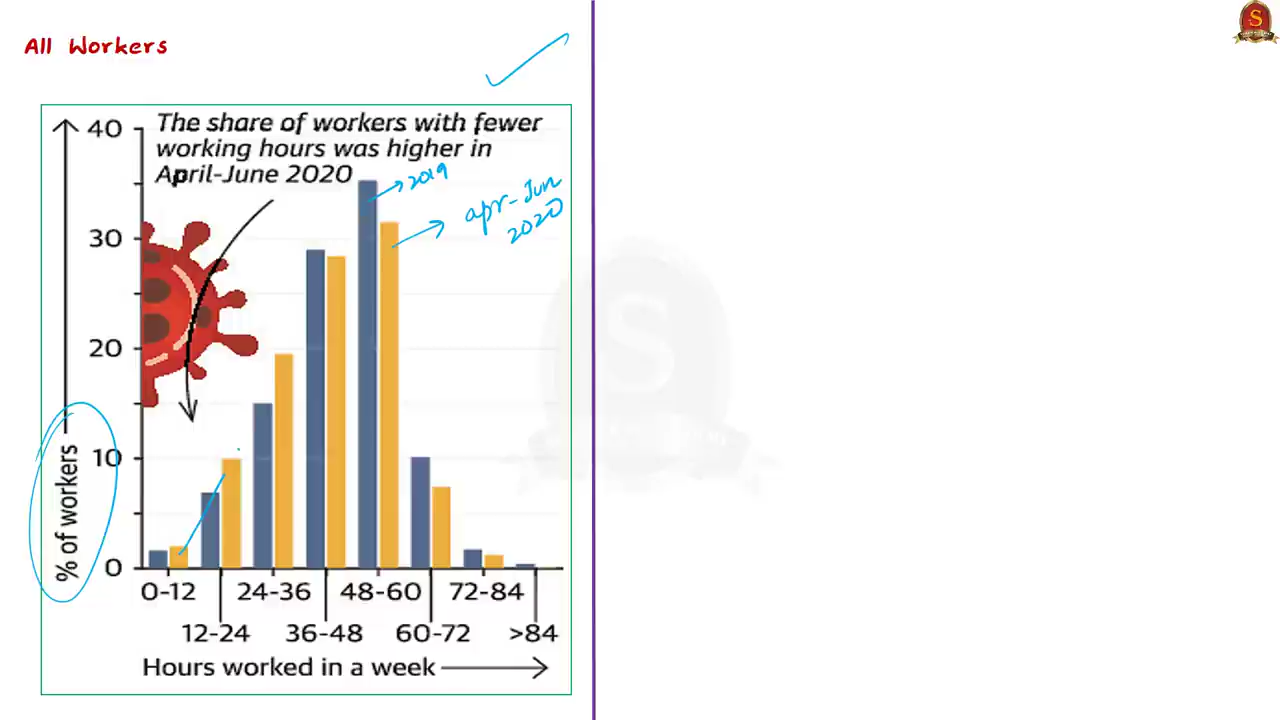 All Workers
The share of workers with fewer
working hours was higher in
April-June 2020
2019
apr-Jun
2020
40
30
20
10
0
% of workers
0-12
24-36
48-60
72-84
12-24
36-48
60-72
>84
Hours worked in a week
S
S